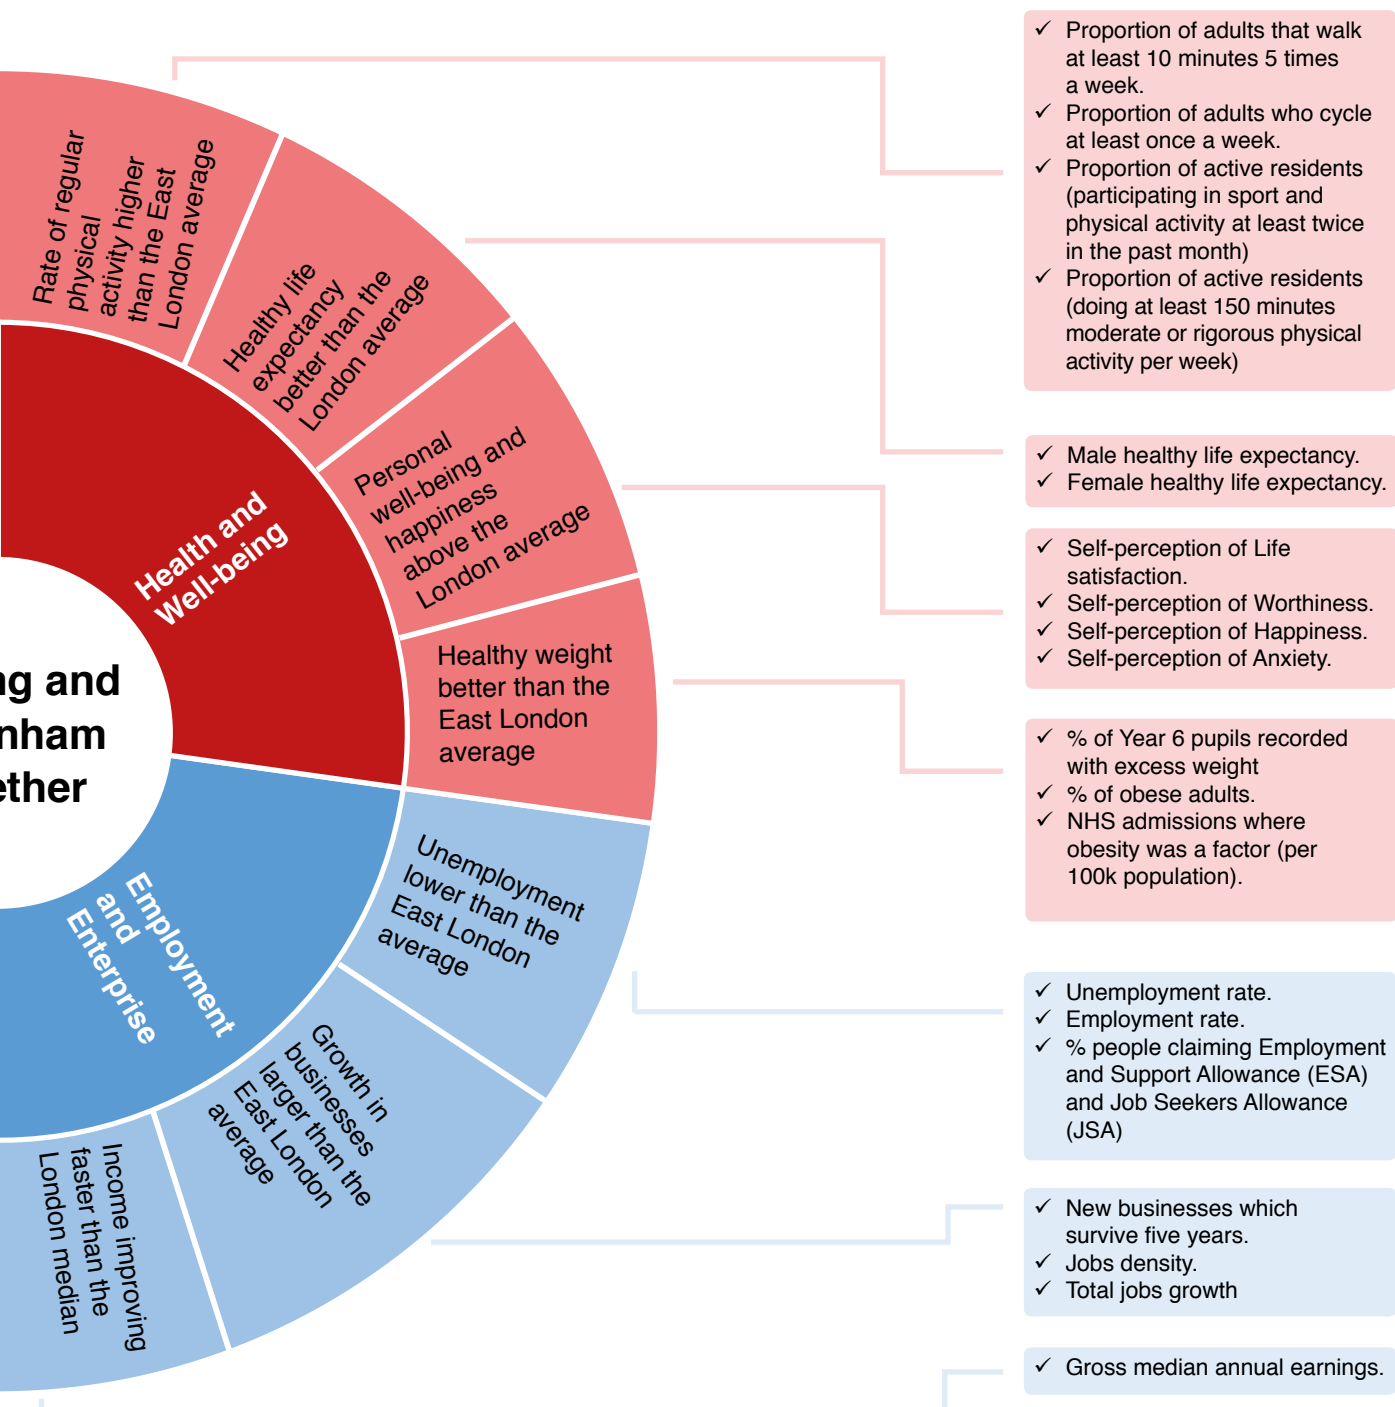 Rate of regular
physical
activity higher
than the East
London average
Healthy life
expectancy
better than the
London average
Personal
well-being and
happiness
above the
London average
Healthy weight
better than the
East London
average
Health and
Well-being
ng and
nham
ether
Employment
and
Enterprise
Unemployment
lower than the
East London
average
Growth in
businesses
larger than the
East London
average
Income improving
faster than the
London median
✓ Proportion of adults that walk
at least 10 minutes 5 times
a week.
✓ Proportion of adults who cycle
at least once a week.
✓ Proportion of active residents
(participating in sport and
physical activity at least twice
in the past month)
✓ Proportion of active residents
(doing at least 150 minutes
moderate or rigorous physical
activity per week)
✓ Male healthy life expectancy.
✓ Female healthy life expectancy.
✓ Self-perception of Life
satisfaction.
✓ Self-perception of Worthiness.
✓ Self-perception of Happiness.
✓ Self-perception of Anxiety.
✓ % of Year 6 pupils recorded
with excess weight
✓ % of obese adults.
✓ NHS admissions where
obesity was a factor (per
100k population).
✓ Unemployment rate.
✓ Employment rate.
✓ % people claiming Employment
and Support Allowance (ESA)
and Job Seekers Allowance
(JSA)
✓ New businesses which
survive five years.
✓ Jobs density.
✓ Total jobs growth
✓ Gross median annual earnings.